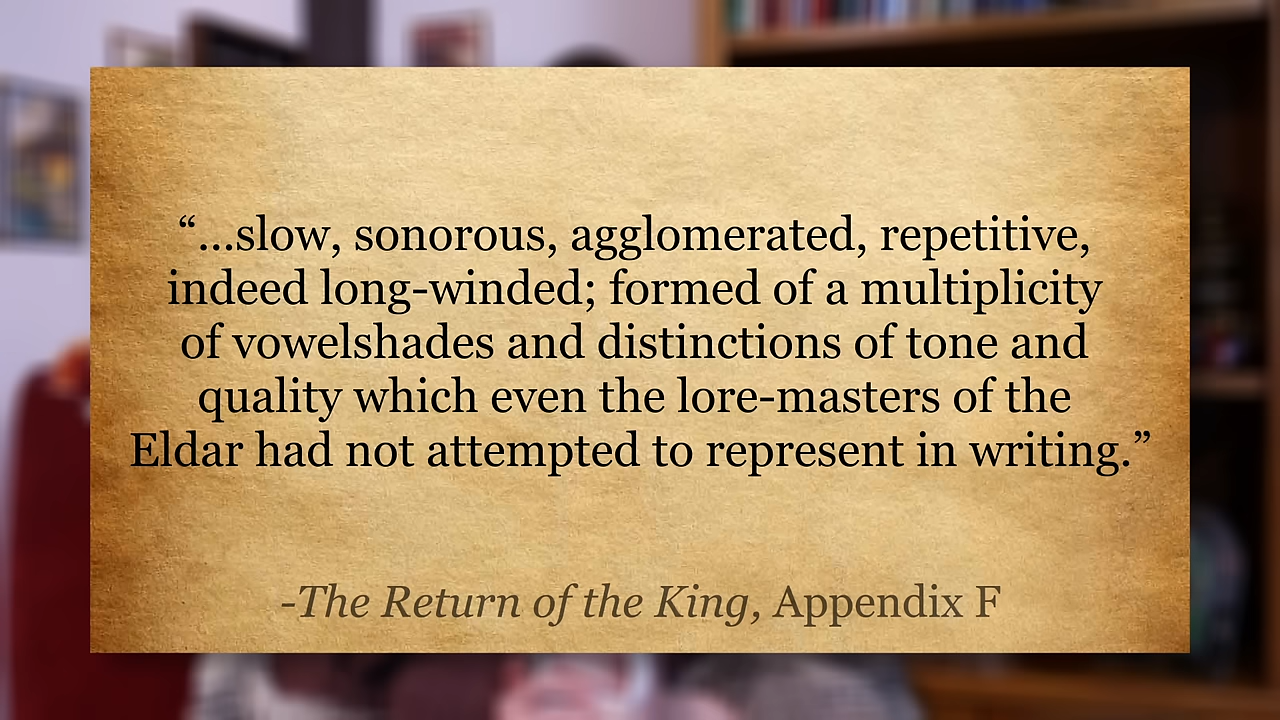 “...slow, sonorous, agglomerated, repetitive,
indeed long-winded; formed of a multiplicity
of vowelshades and distinctions of tone and
quality which even the lore-masters of the
Eldar had not attempted to represent in writing.”
-The Return of the King, Appendix F